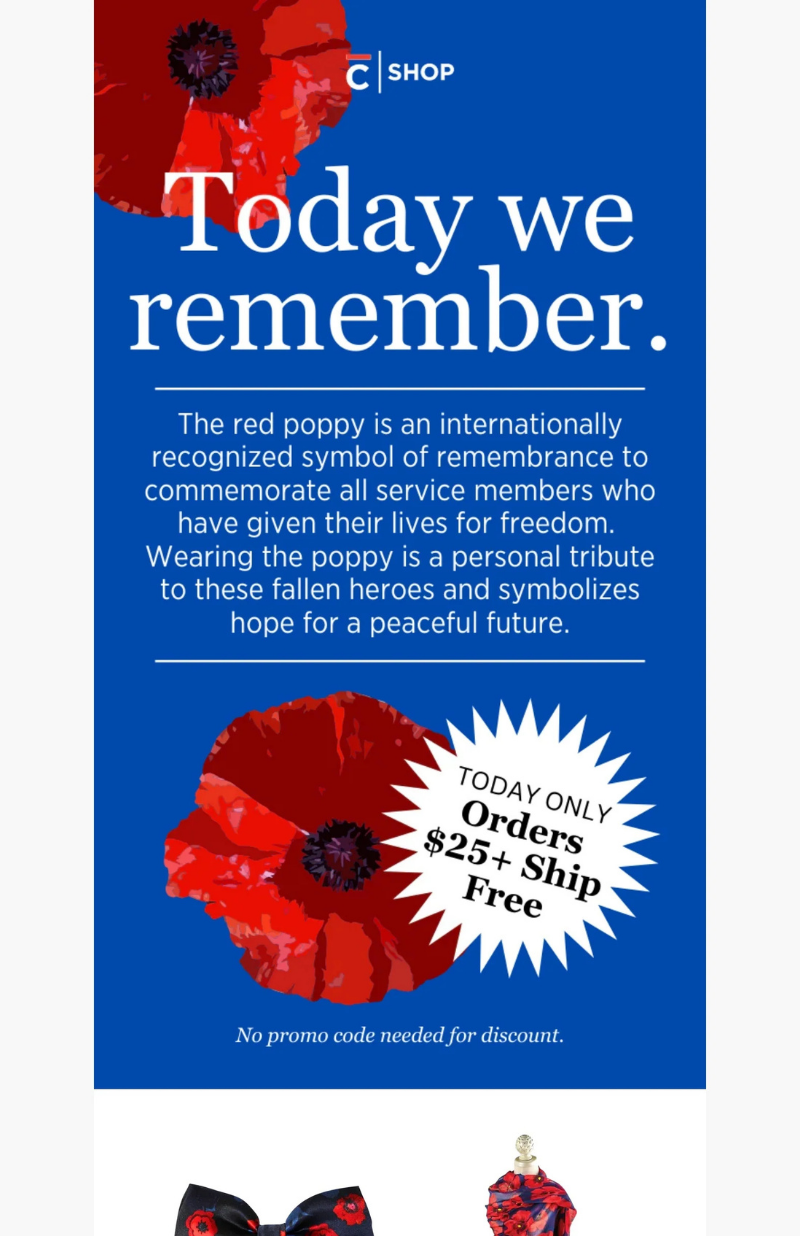 C SHOP
Today we
remember.
The red poppy is an internationally
recognized symbol of remembrance to
commemorate all service members who
have given their lives for freedom.
Wearing the poppy is a personal tribute
to these fallen heroes and symbolizes
hope for a peaceful future.
TODAY ONLY
Orders
$25+ Ship
Free
No promo code needed for discount.